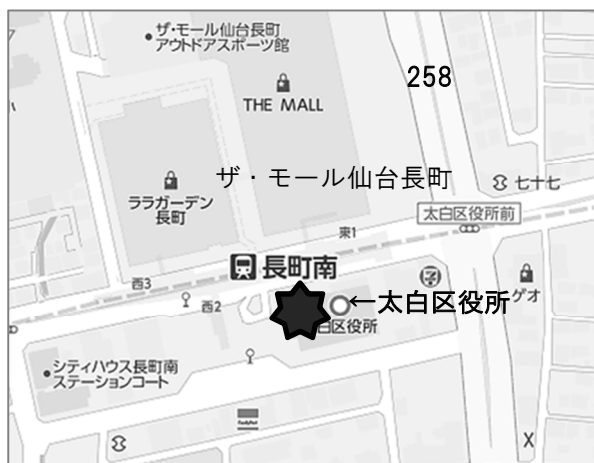 ザ・モール仙台長町
アウトドアスポーツ館
258
THE MALL
ザ・モール仙台長町
七十七
ララガーデン
長町
太白区役所前
東1
長町南
西3
西2
←太白区役所
白区役所
ゲオ
シティハウス長町南
ステーションコート
FamilyMart